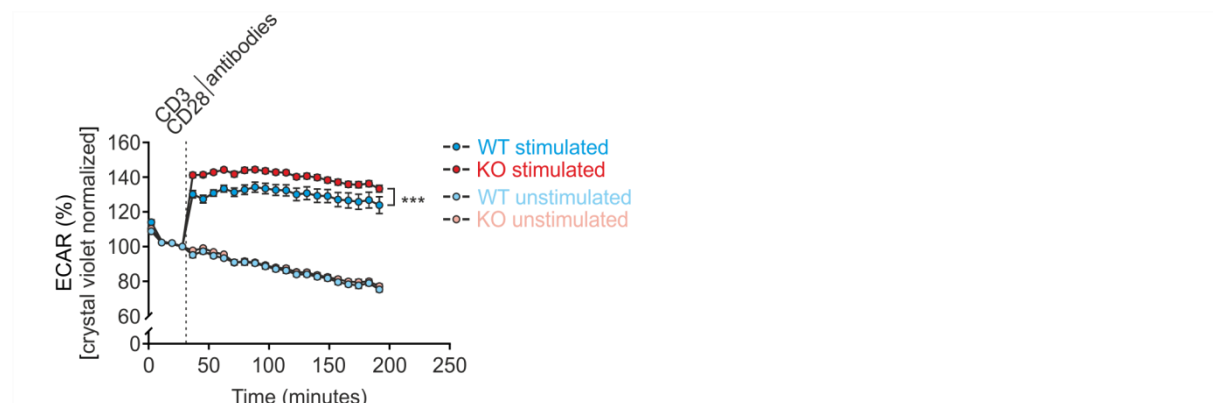 CD3
CD28
antibodies
ECAR (%)
[crystal violet normalized]
160
140
120
100
80
60
0
0 50 100 150 200 250
Time (minutes)
***
WT stimulated
KO stimulated
WT unstimulated
KO unstimulated